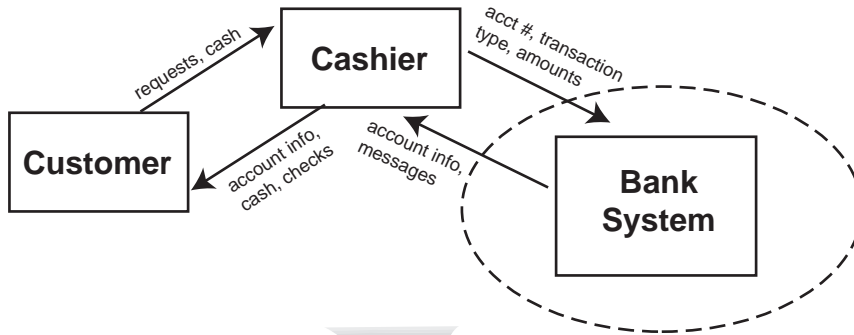 requests, cash
Cashier
acct #, transaction
type, amounts
Customer
account info,
cash, checks
account info,
messages
Bank
System